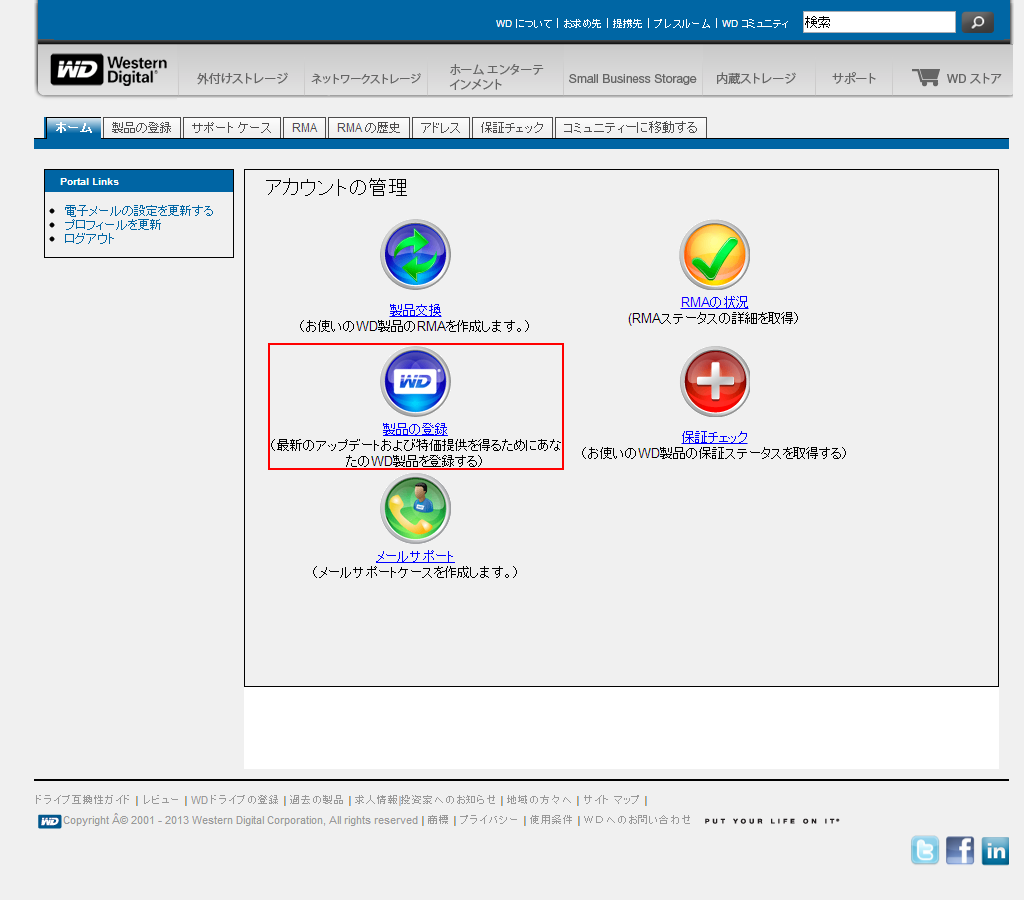 WD について | お求め先 | 提携先 | プレスルーム | WD コミュニティ
検索
WD Western Digital®
外付けストレージ
ネットワークストレージ
ホーム エンターテインメント
Small Business Storage
内蔵ストレージ
サポート
WD ストア
ホーム
製品の登録
サポート ケース
RMA
RMA の歴史
アドレス
保証チェック
コミュニティーに移動する
Portal Links
電子メールの設定を更新する
プロフィールを更新
ログアウト
アカウントの管理
製品交換
（お使いのWD製品のRMAを作成します。）
RMAの状況
(RMAステータスの詳細を取得）
WD
製品の登録
（最新のアップデートおよび特価提供を得るためにあな
たのWD製品を登録する）
保証チェック
（お使いのWD製品の保証ステータスを取得する）
メールサポート
（メールサポートケースを作成します。）
ドライブ互換性ガイド | レビュー | WDドライブの登録 | 過去の製品 | 求人情報|投資家へのお知らせ | 地域の方々へ | サイト マップ |
WD Copyright Â© 2001 - 2013 Western Digital Corporation, All rights reserved | 商標 | プライバシー | 使用条件 | ＷＤへのお問い合わせ PUT YOUR LIFE ON IT®